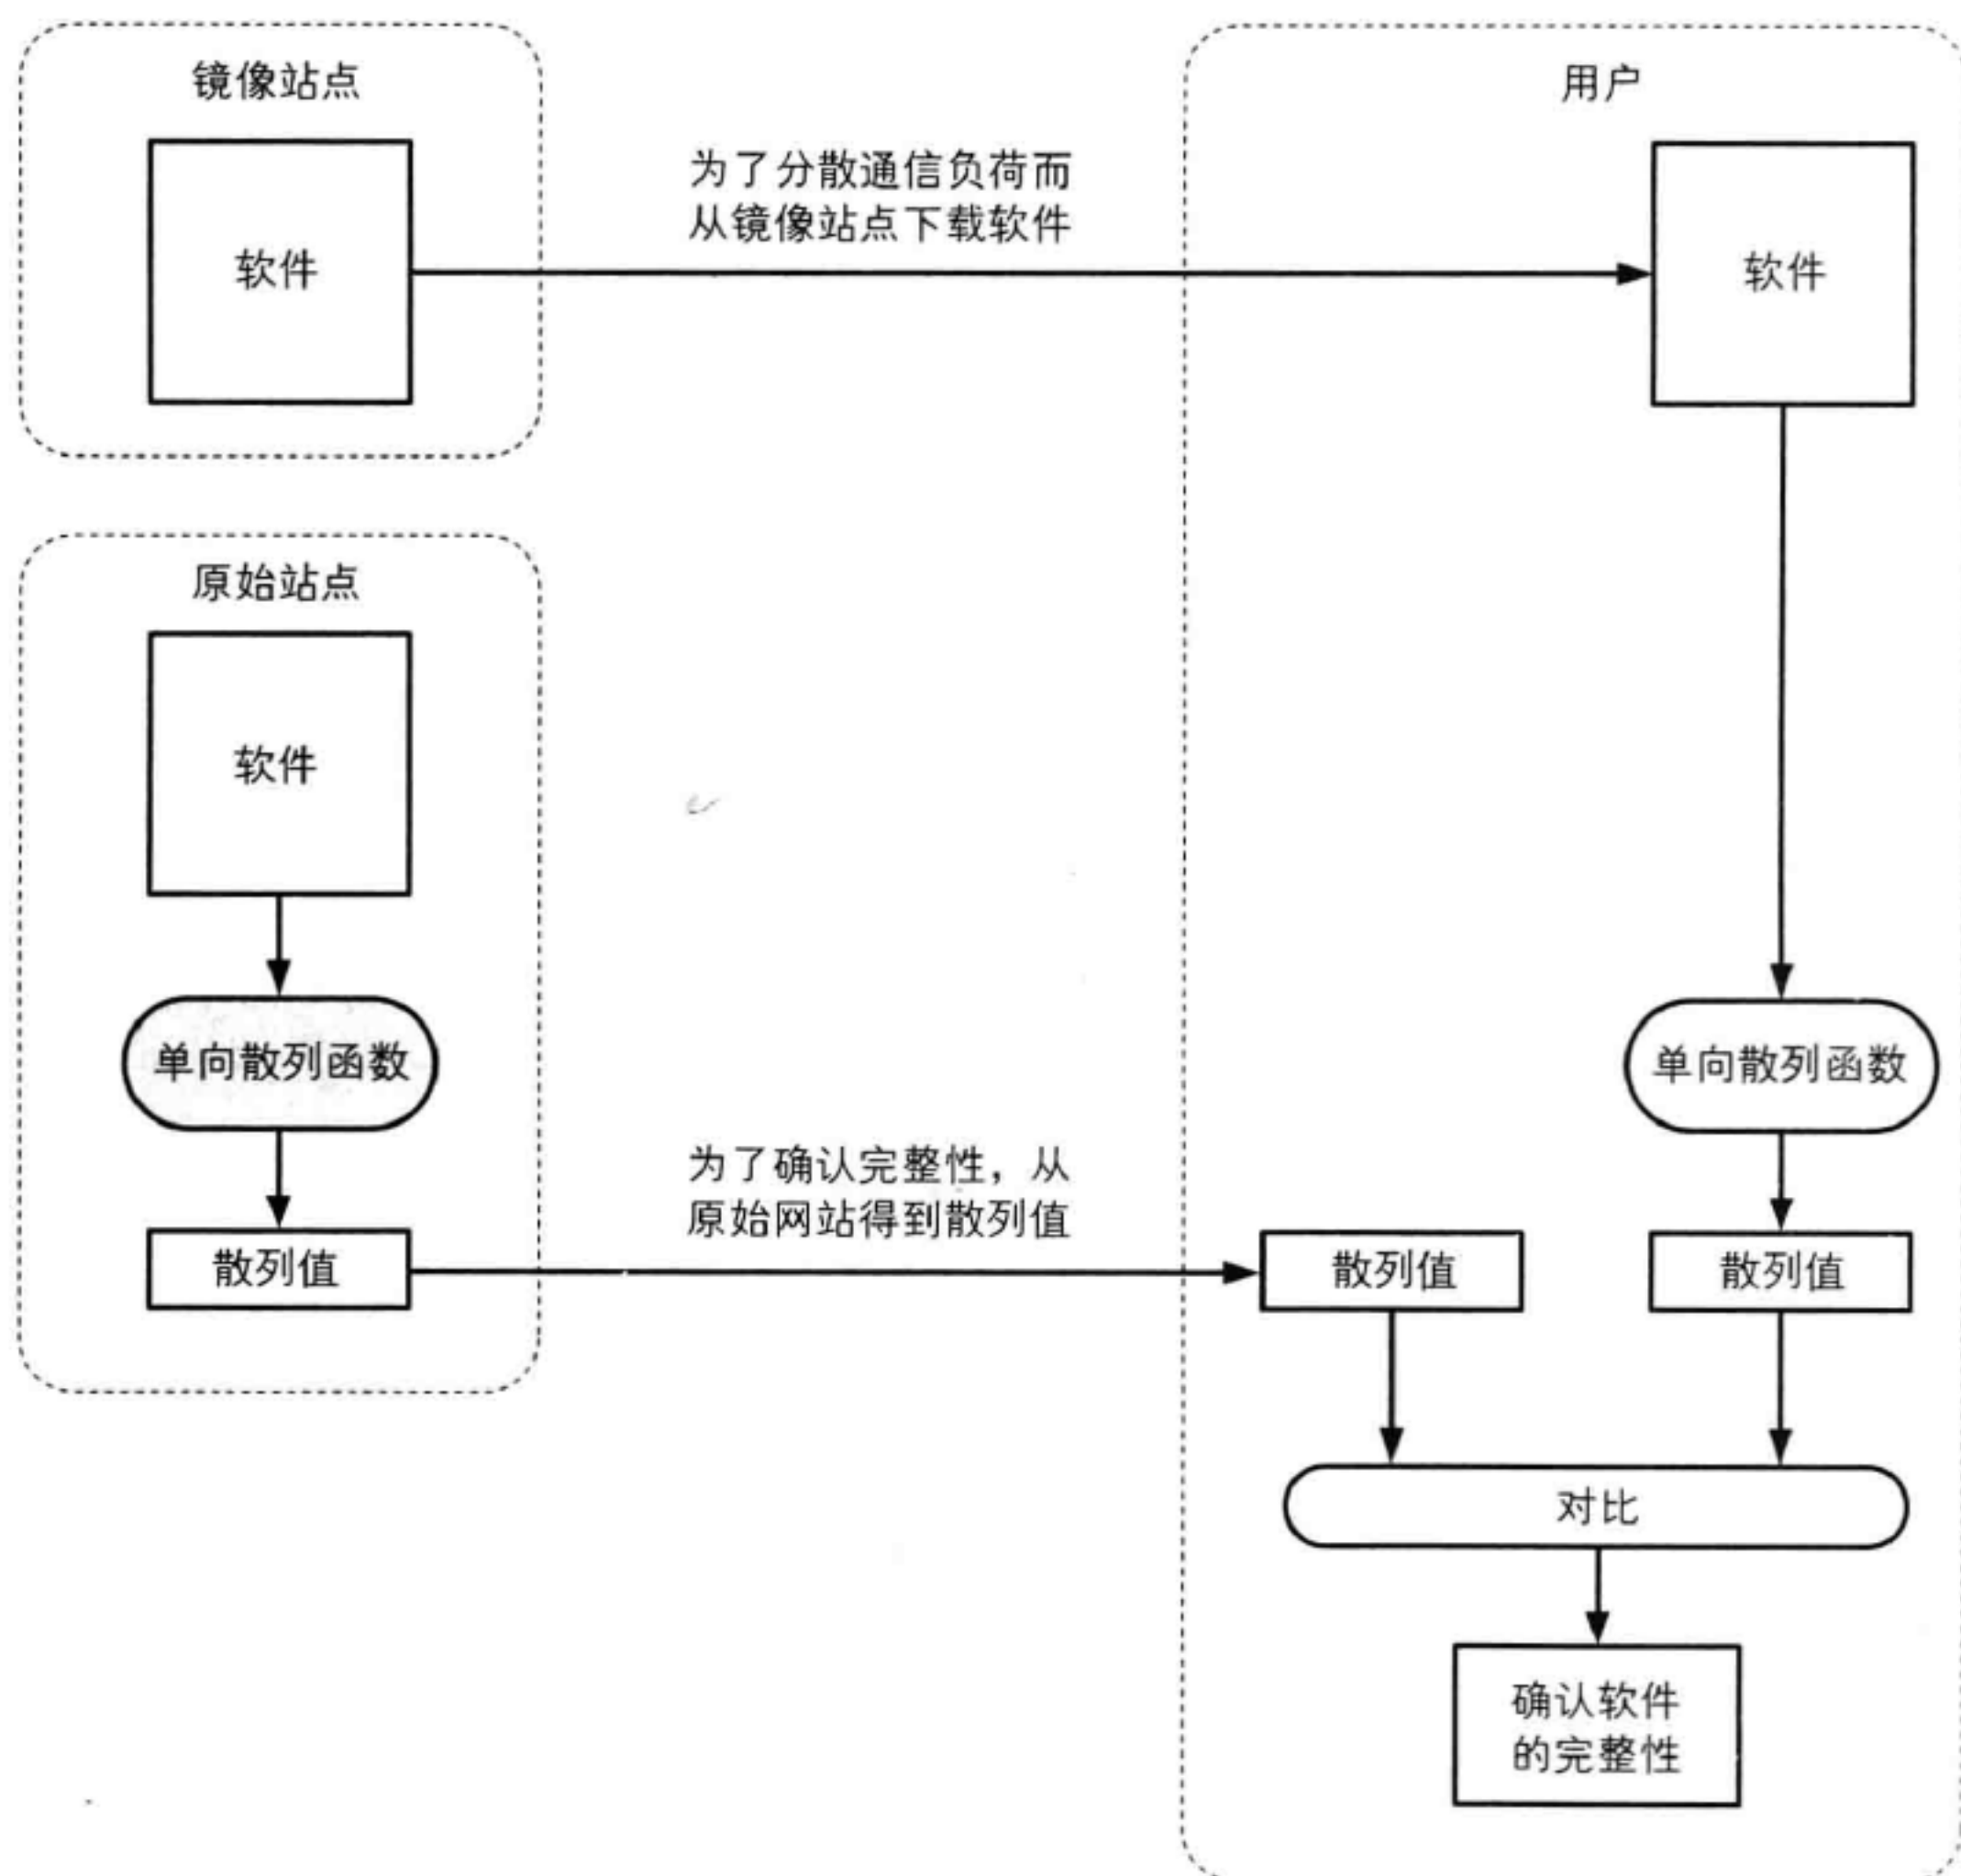 镜像站点
软件
为了分散通信负荷而
从镜像站点下载软件
用户
软件
原始站点
软件
单向散列函数
散列值
为了确认完整性，从
原始网站得到散列值
单向散列函数
散列值
散列值
对比
确认软件
的完整性